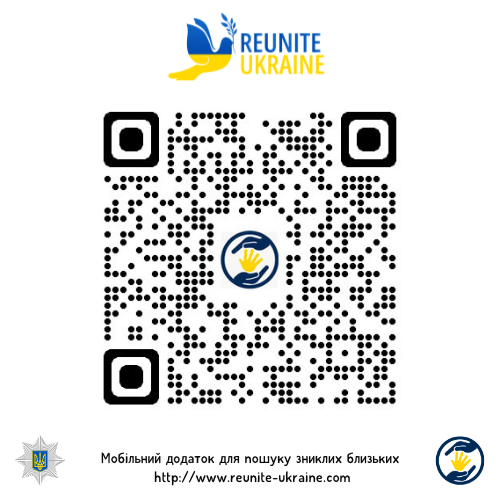 REUNITE
UKRAINE
Мобільний додаток для пошуку зниклих близьких
http://www.reunite-ukraine.com